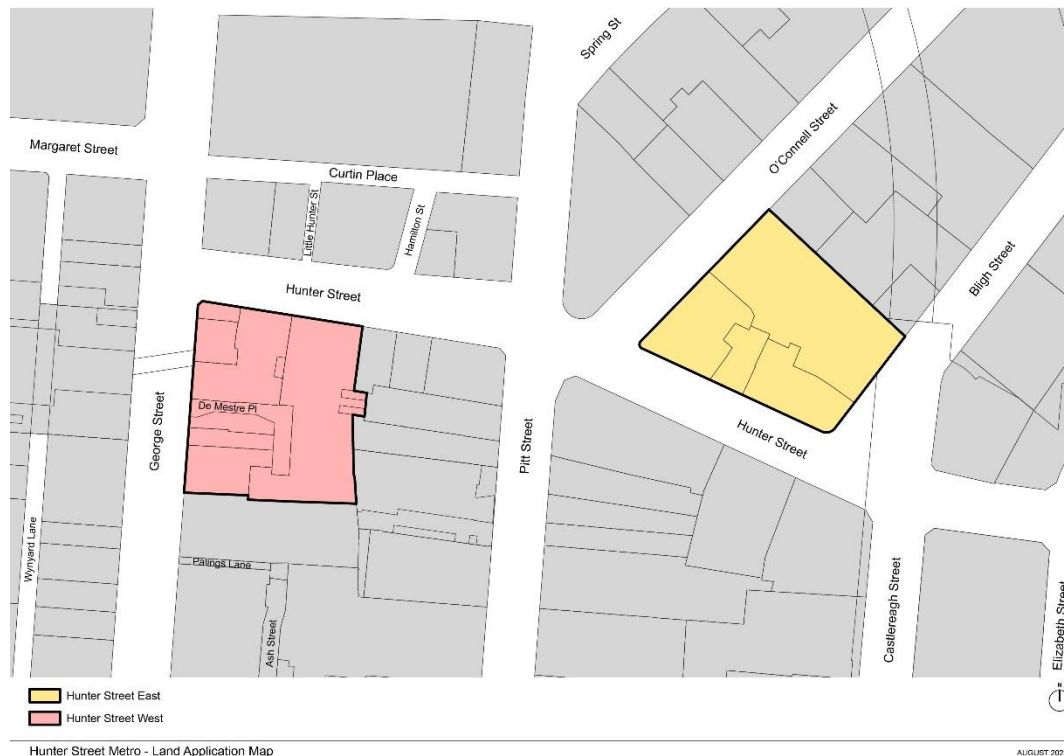 Spring St
Margaret Street
O'Connell Street
Curtin Place
Little Hunter St
Hamilton St
Bligh Street
Hunter Street
De Mestre Pl
George Street
Pitt Street
Hunter Street
Wynyard Lane
Palings Lane
Ash Street
Castlereagh Street
Elizabeth Street
N
Hunter Street East
Hunter Street West
Hunter Street Metro - Land Application Map
AUGUST